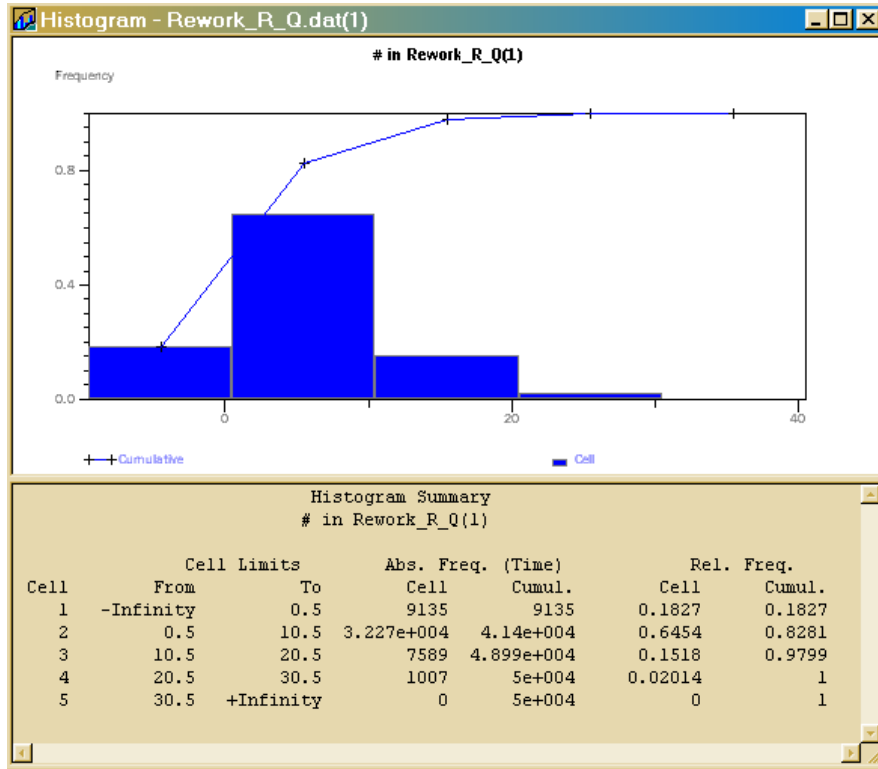 Histogram - Rework_R_Q.dat(1)
# in Rework_R_Q(1)
Frequency
0.8
0.4
0.0
0 20 40
Cumulative Cell
Histogram Summary
# in Rework_R_Q(1)
Cell Limits Abs. Freq. (Time) Rel. Freq.
Cell From To Cell Cumul. Cell Cumul.
1 -Infinity 0.5 9135 9135 0.1827 0.1827
2 0.5 10.5 3.227e+004 4.14e+004 0.6454 0.8281
3 10.5 20.5 7589 4.899e+004 0.1518 0.9799
4 20.5 30.5 1007 5e+004 0.02014 1
5 30.5 +Infinity 0 5e+004 0 1